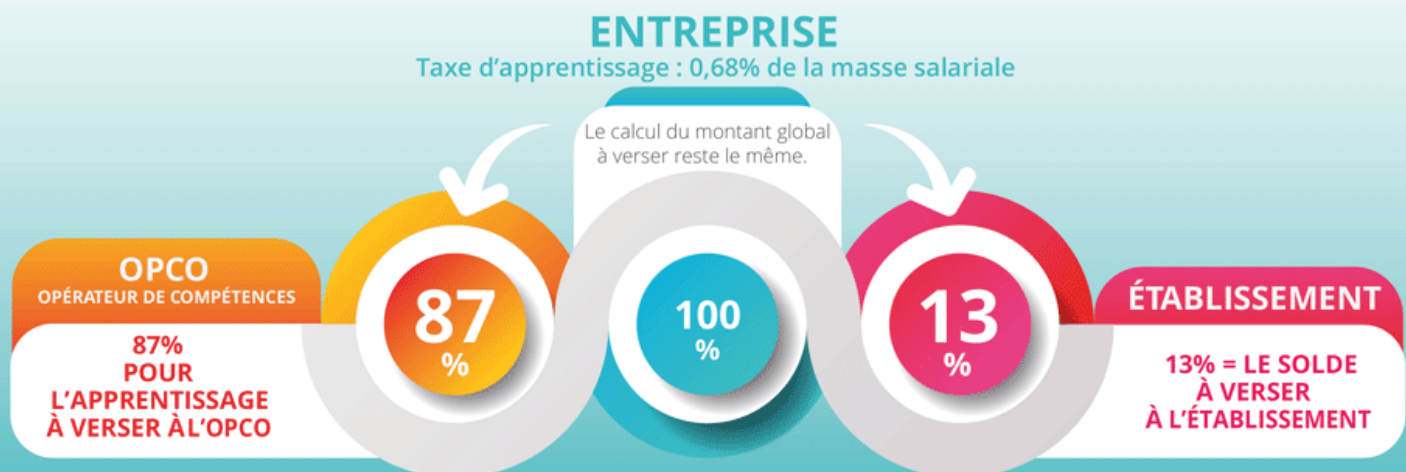 ENTREPRISE
Taxe d'apprentissage : 0,68% de la masse salariale
Le calcul du montant global
à verser reste le même.
OPCO
OPÉRATEUR DE COMPÉTENCES
87%
POUR
L'APPRENTISSAGE
À VERSER À L'OPCO
87
%
100
%
13
%
ÉTABLISSEMENT
13% = LE SOLDE
À VERSER
À L'ÉTABLISSEMENT